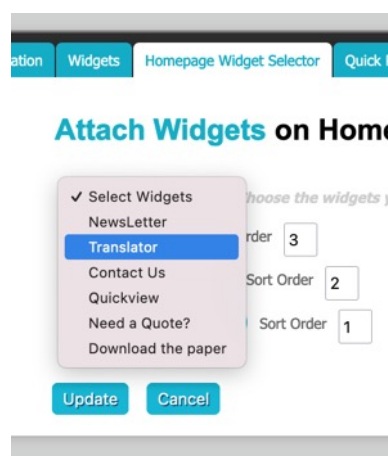 Widgets Homepage Widget Selector Quick
Attach Widgets on Home
✓ Select Widgets
hoose the widgets
NewsLetter
Translator
rder 3
Contact Us
Sort Order 2
Quickview
Need a Quote?
Sort Order 1
Download the paper
Update Cancel